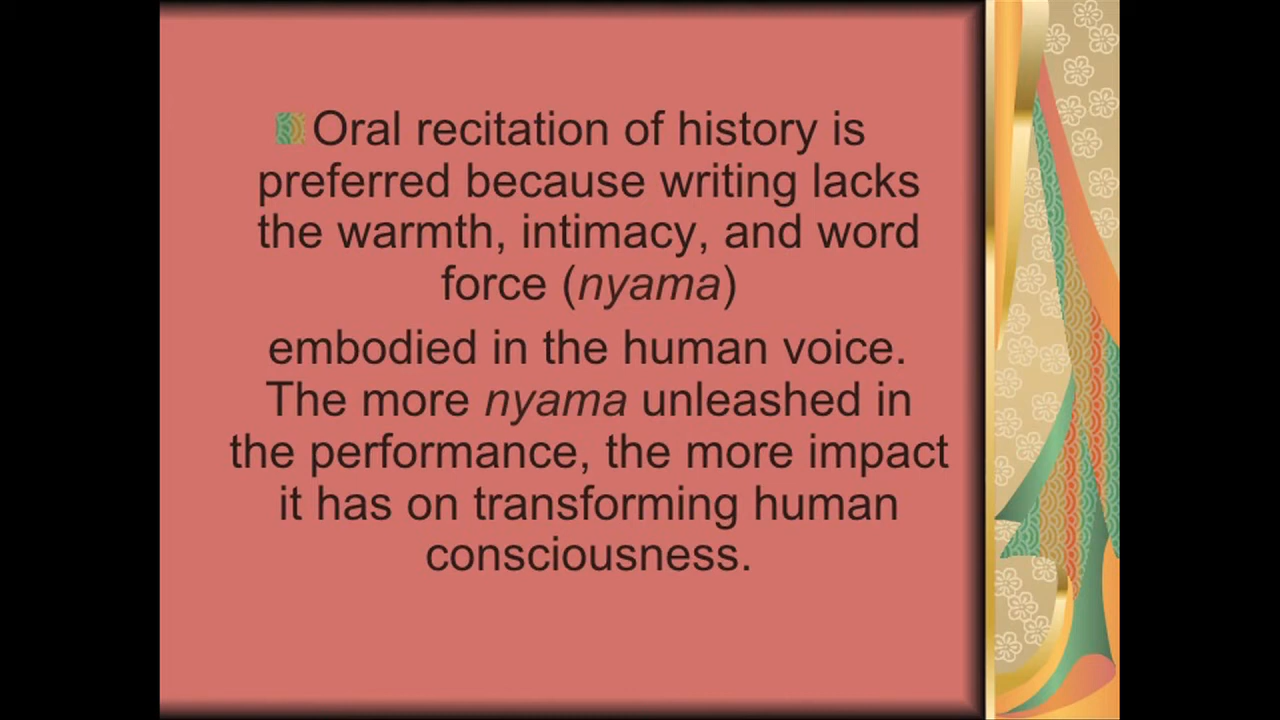 Oral recitation of history is
preferred because writing lacks
the warmth, intimacy, and word
force (nyama)
embodied in the human voice.
The more nyama unleashed in
the performance, the more impact
it has on transforming human
consciousness.